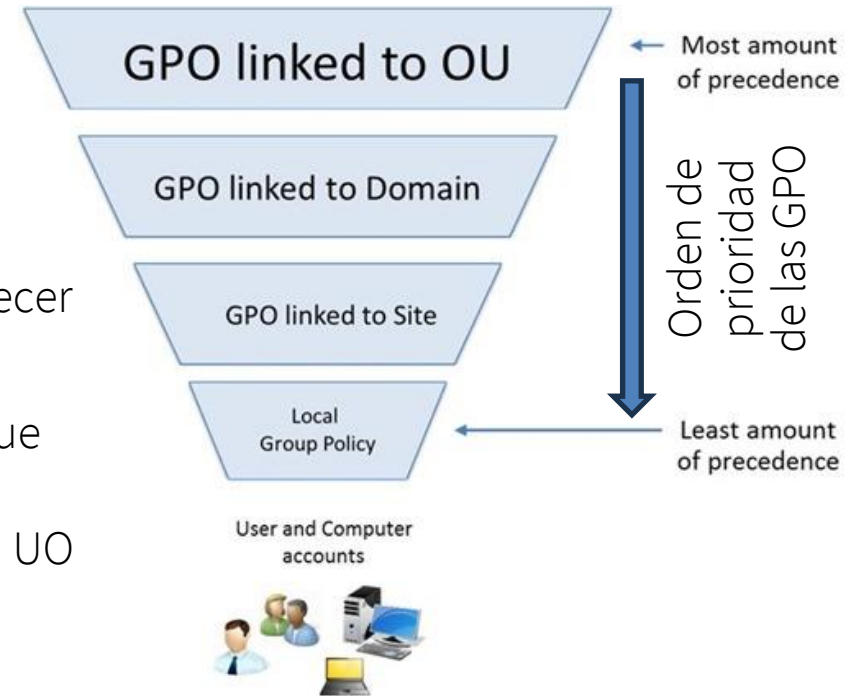 GPO linked to OU
Most amount
of precedence
GPO linked to Domain
Orden de
prioridad
de las GPO
GPO linked to Site
Local
Group Policy
Least amount
of precedence
ue
UO
User and Computer
accounts